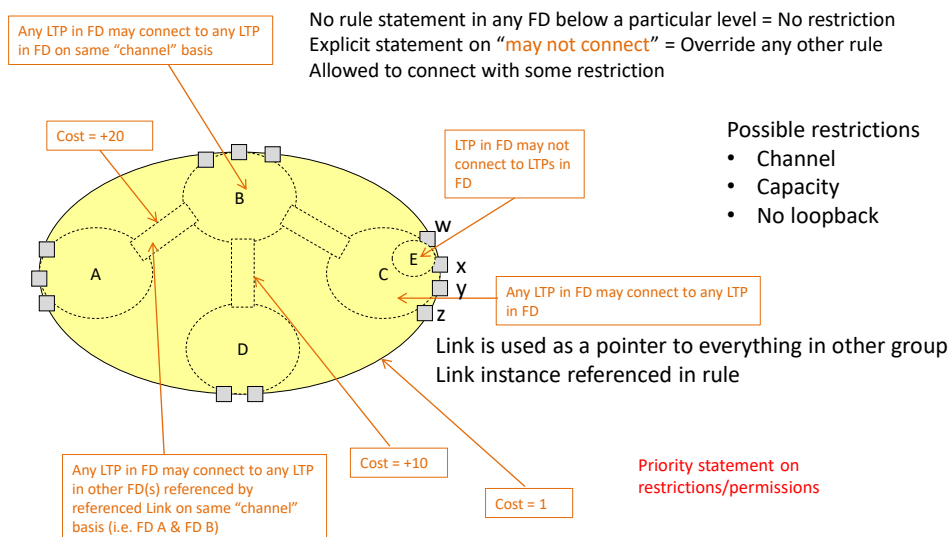 Any LTP in FD may connect to any LTP
in FD on same “channel” basis
No rule statement in any FD below a particular level = No restriction
Explicit statement on “may not connect” = Override any other rule
Allowed to connect with some restriction
Cost = +20
LTP in FD may not
connect to LTPs in
FD
Possible restrictions
• Channel
• Capacity
• No loopback
B
w
E
x
A
C
y
Any LTP in FD may connect to any LTP
in FD
z
D
Link is used as a pointer to everything in other group
Link instance referenced in rule
Any LTP in FD may connect to any LTP
in other FD(s) referenced by
referenced Link on same “channel”
basis (i.e. FD A & FD B)
Cost = +10
Cost = 1
Priority statement on
restrictions/permissions